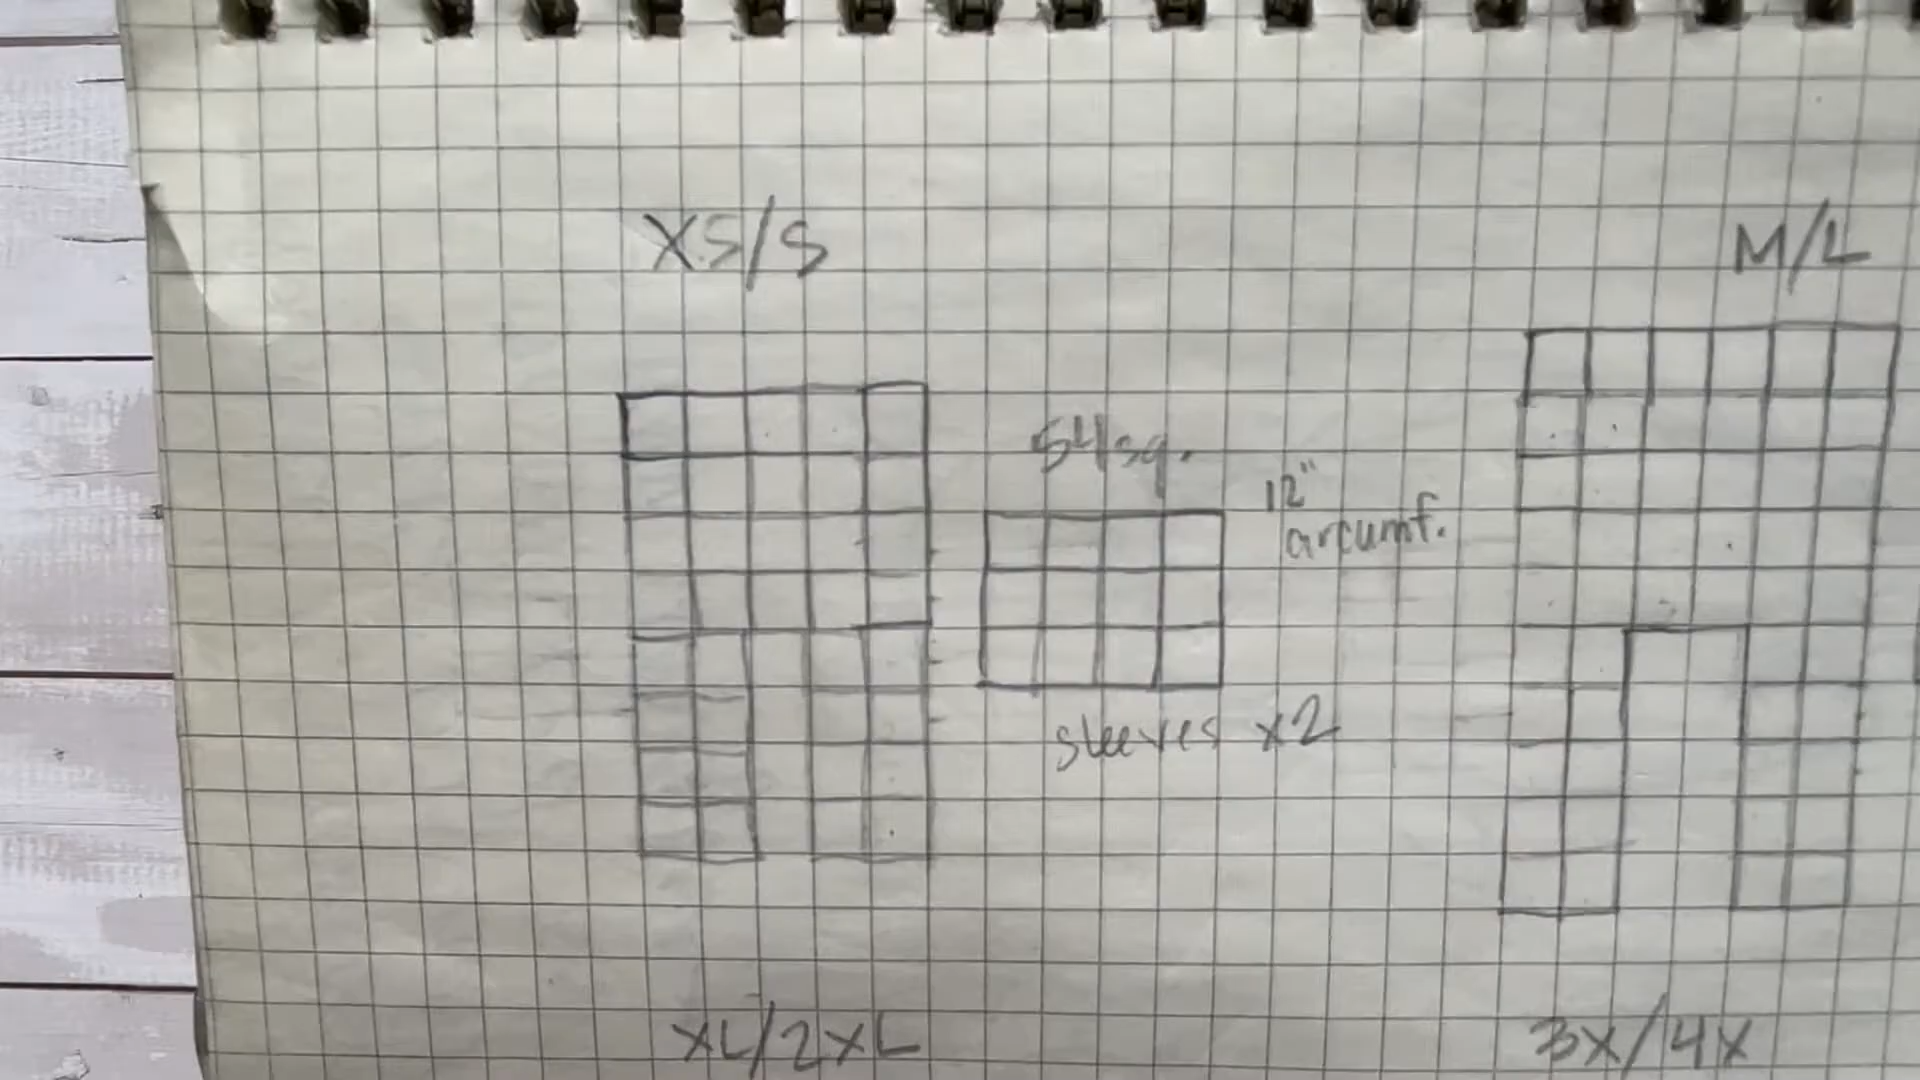 XS/S
M/L
54 sq.
12"
circumf.
sleeves x2
XL/2XL
3X/4X